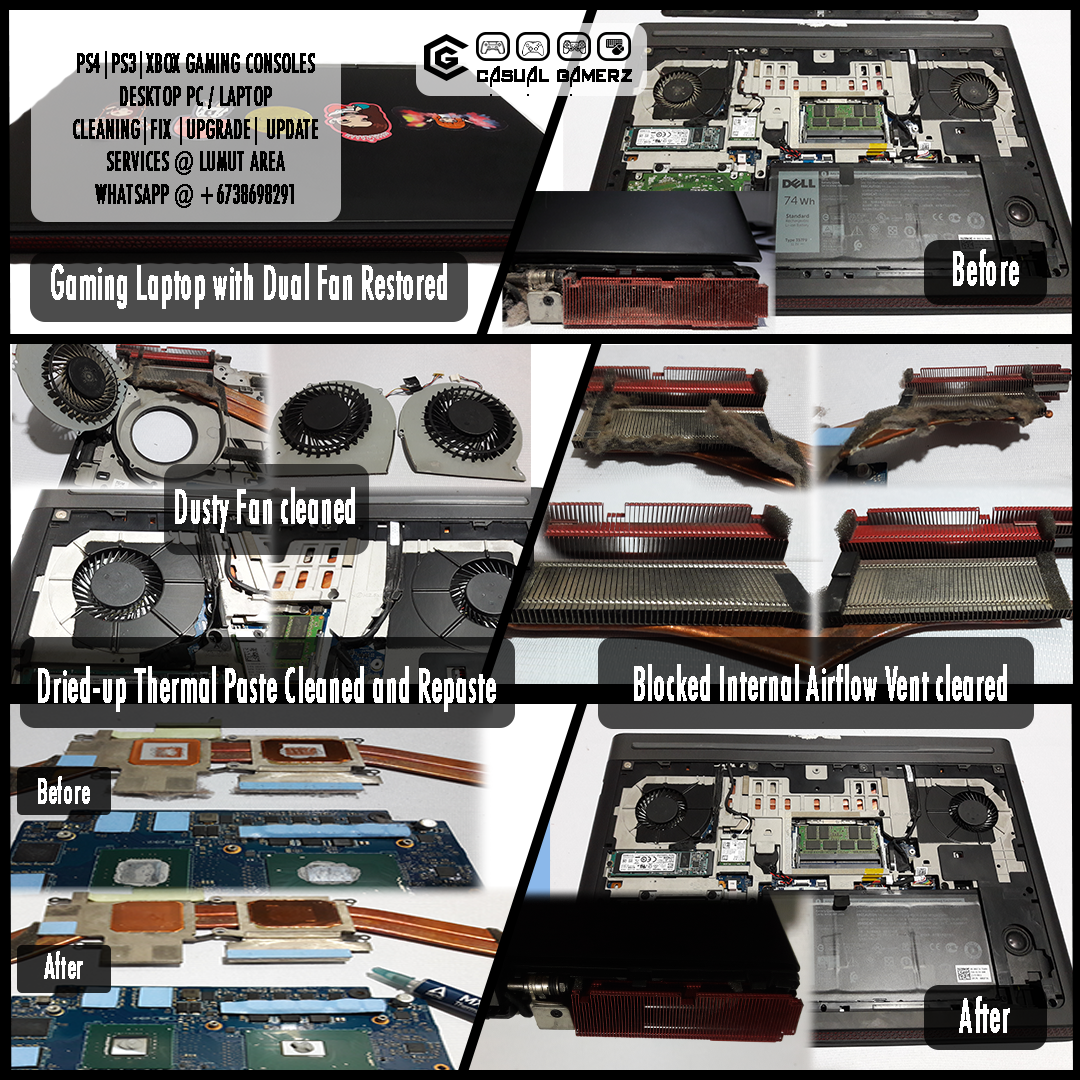 PS4|PS3|XBOX GAMING CONSOLES
DESKTOP PC / LAPTOP
CLEANING|FIX |UPGRADE| UPDATE
SERVICES @ LUMUT AREA
WHATSAPP @ +6738698291
CASUAL GAMERZ
Gaming Laptop with Dual Fan Restored
DELL
74 Wh
Standard
Before
Dusty Fan cleaned
Dried-up Thermal Paste Cleaned and Repaste
Blocked Internal Airflow Vent cleared
Before
After
After